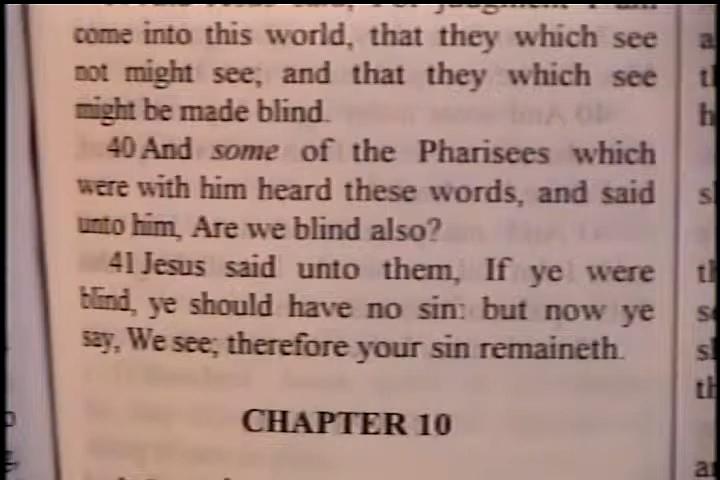 come into this world, that they which see
not might see; and that they which see
might be made blind.
40 And some of the Pharisees which
were with him heard these words, and said
unto him, Are we blind also?
41 Jesus said unto them, If ye were
blind, ye should have no sin: but now ye
say, We see; therefore your sin remaineth.
CHAPTER 10